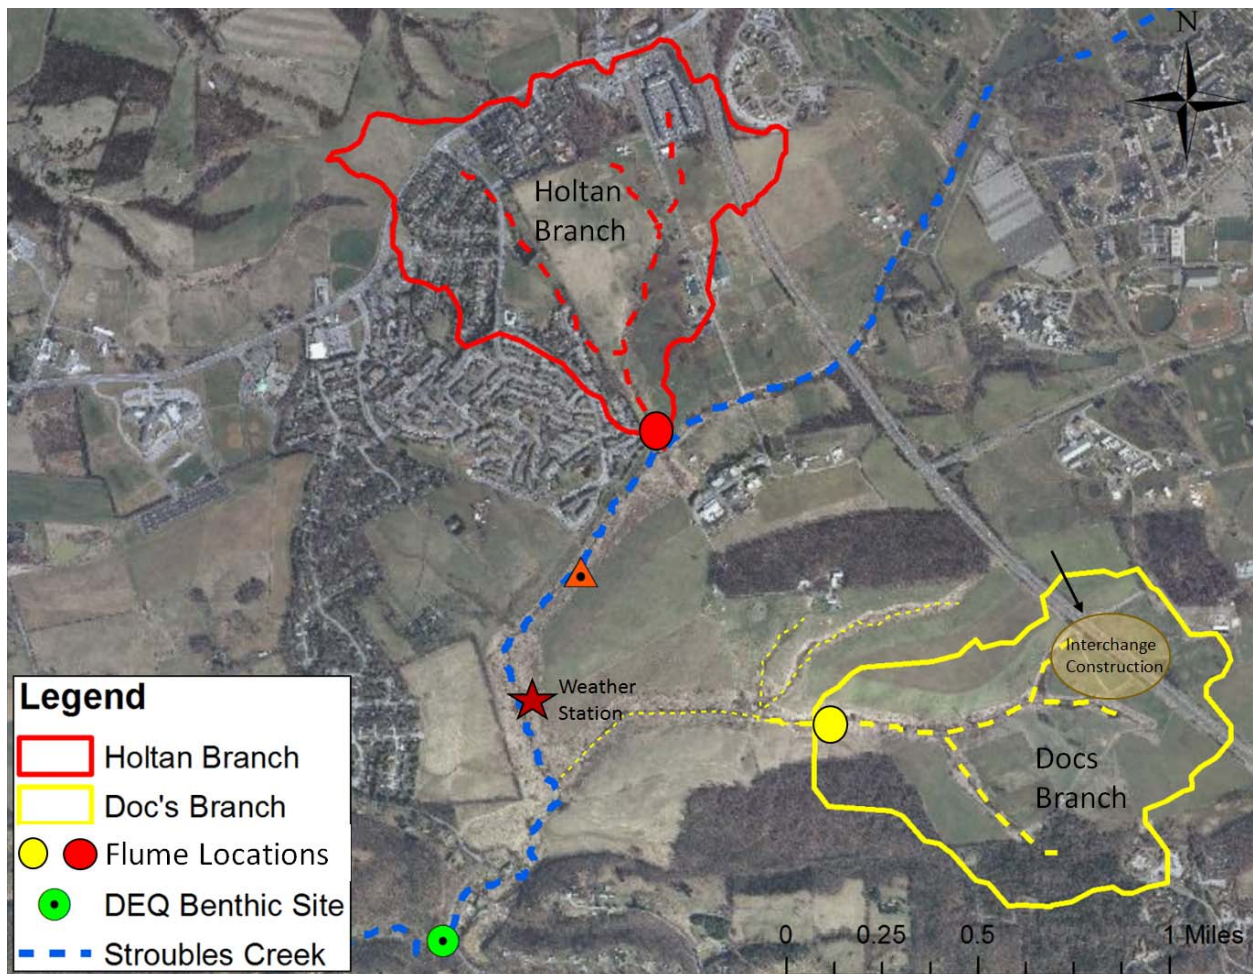 N
Holtan
Branch
Interchange
Construction
Weather
Station
Docs
Branch
Legend
Holtan Branch
Doc's Branch
Flume Locations
DEQ Benthic Site
Stroubles Creek
0 0.25 0.5 1 Miles